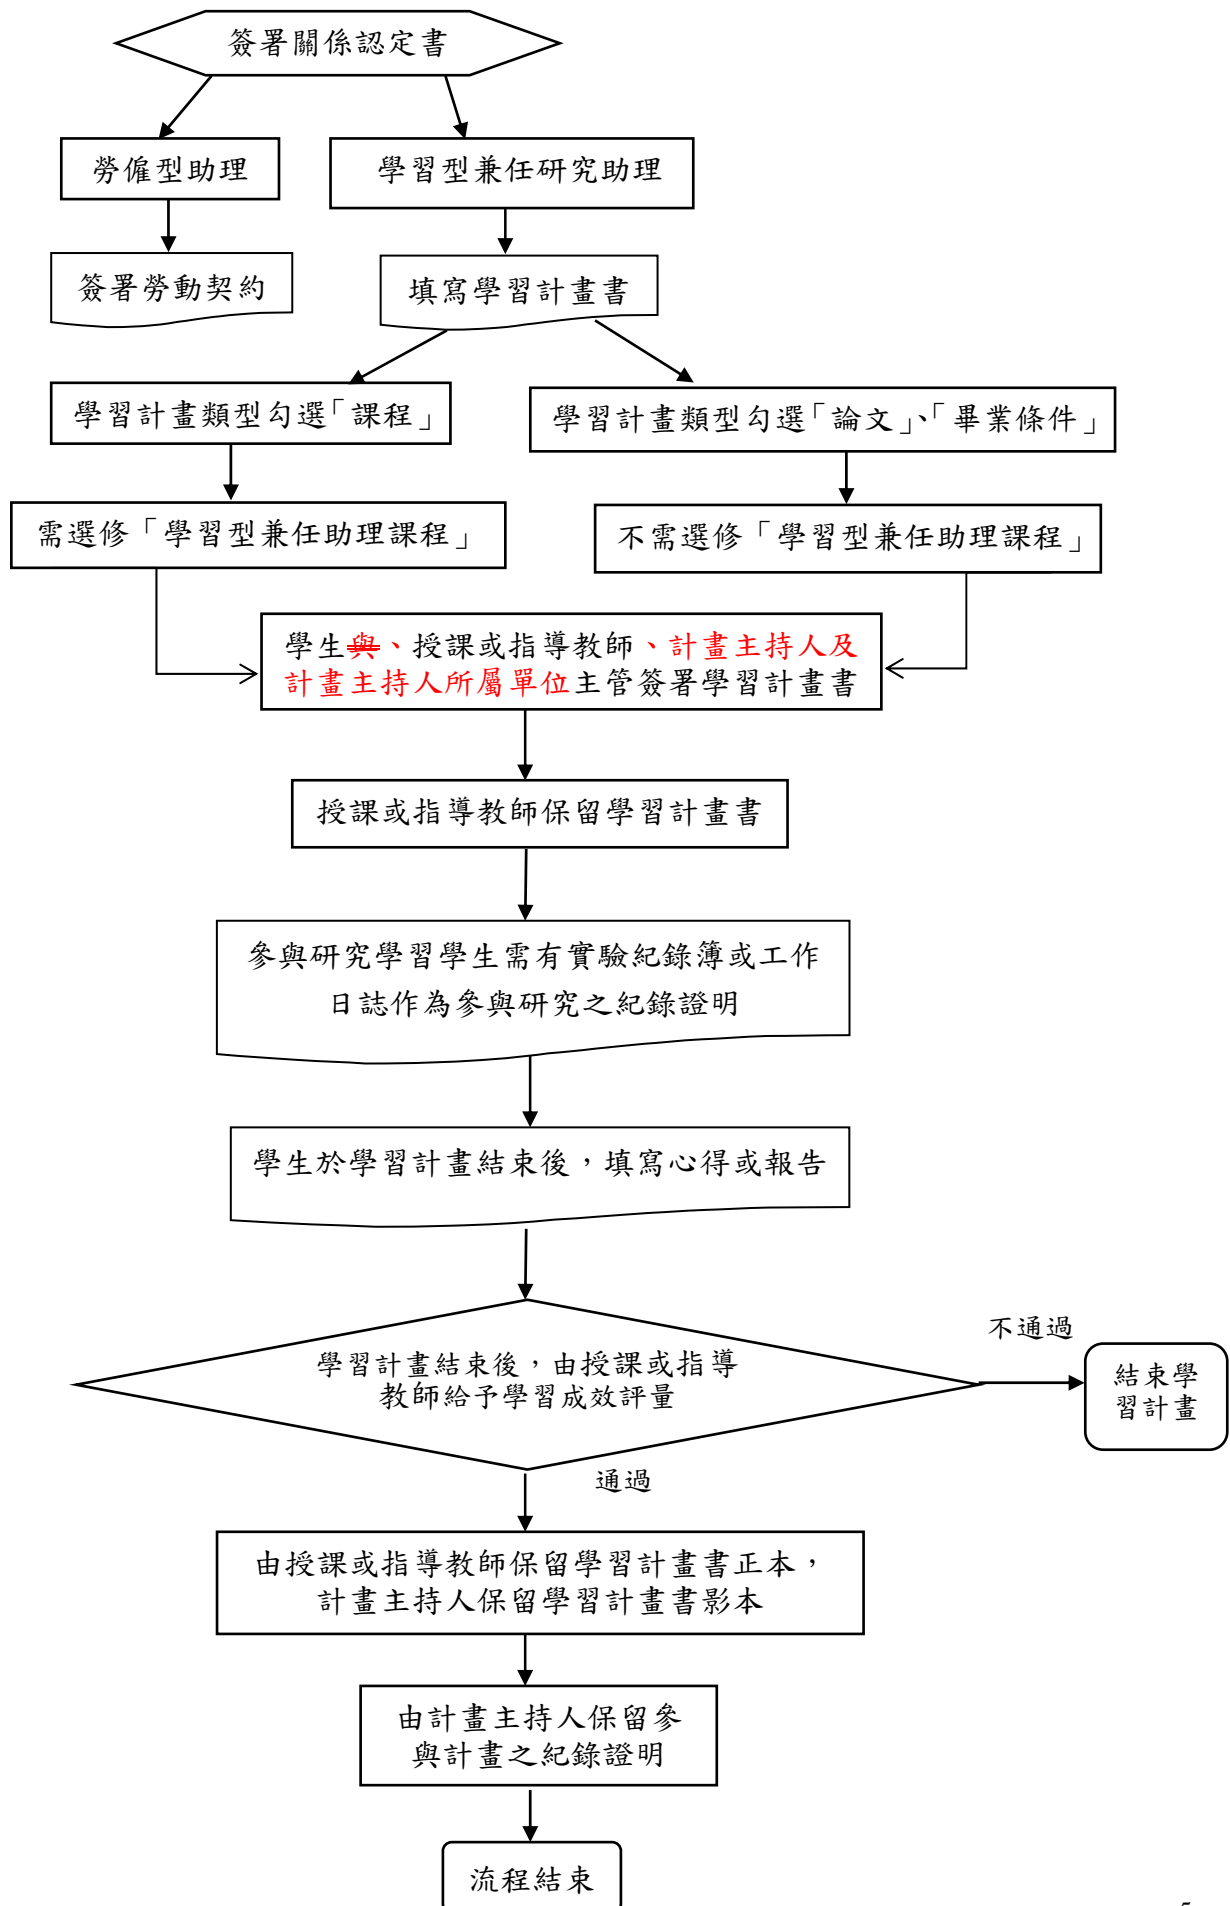 簽署關係認定書
勞僱型助理
學習型兼任研究助理
簽署勞動契約
填寫學習計畫書
學習計畫類型勾選「課程」
學習計畫類型勾選「論文」、「畢業條件」
需選修「學習型兼任助理課程」
不需選修「學習型兼任助理課程」
學生與、授課或指導教師、計畫主持人及
計畫主持人所屬單位主管簽署學習計畫書
授課或指導教師保留學習計畫書
參與研究學習學生需有實驗紀錄簿或工作
日誌作為參與研究之紀錄證明
學生於學習計畫結束後，填寫心得或報告
不通過
學習計畫結束後，由授課或指導
教師給予學習成效評量
結束學
習計畫
通過
由授課或指導教師保留學習計畫書正本，
計畫主持人保留學習計畫書影本
由計畫主持人保留參
與計畫之紀錄證明
流程結束